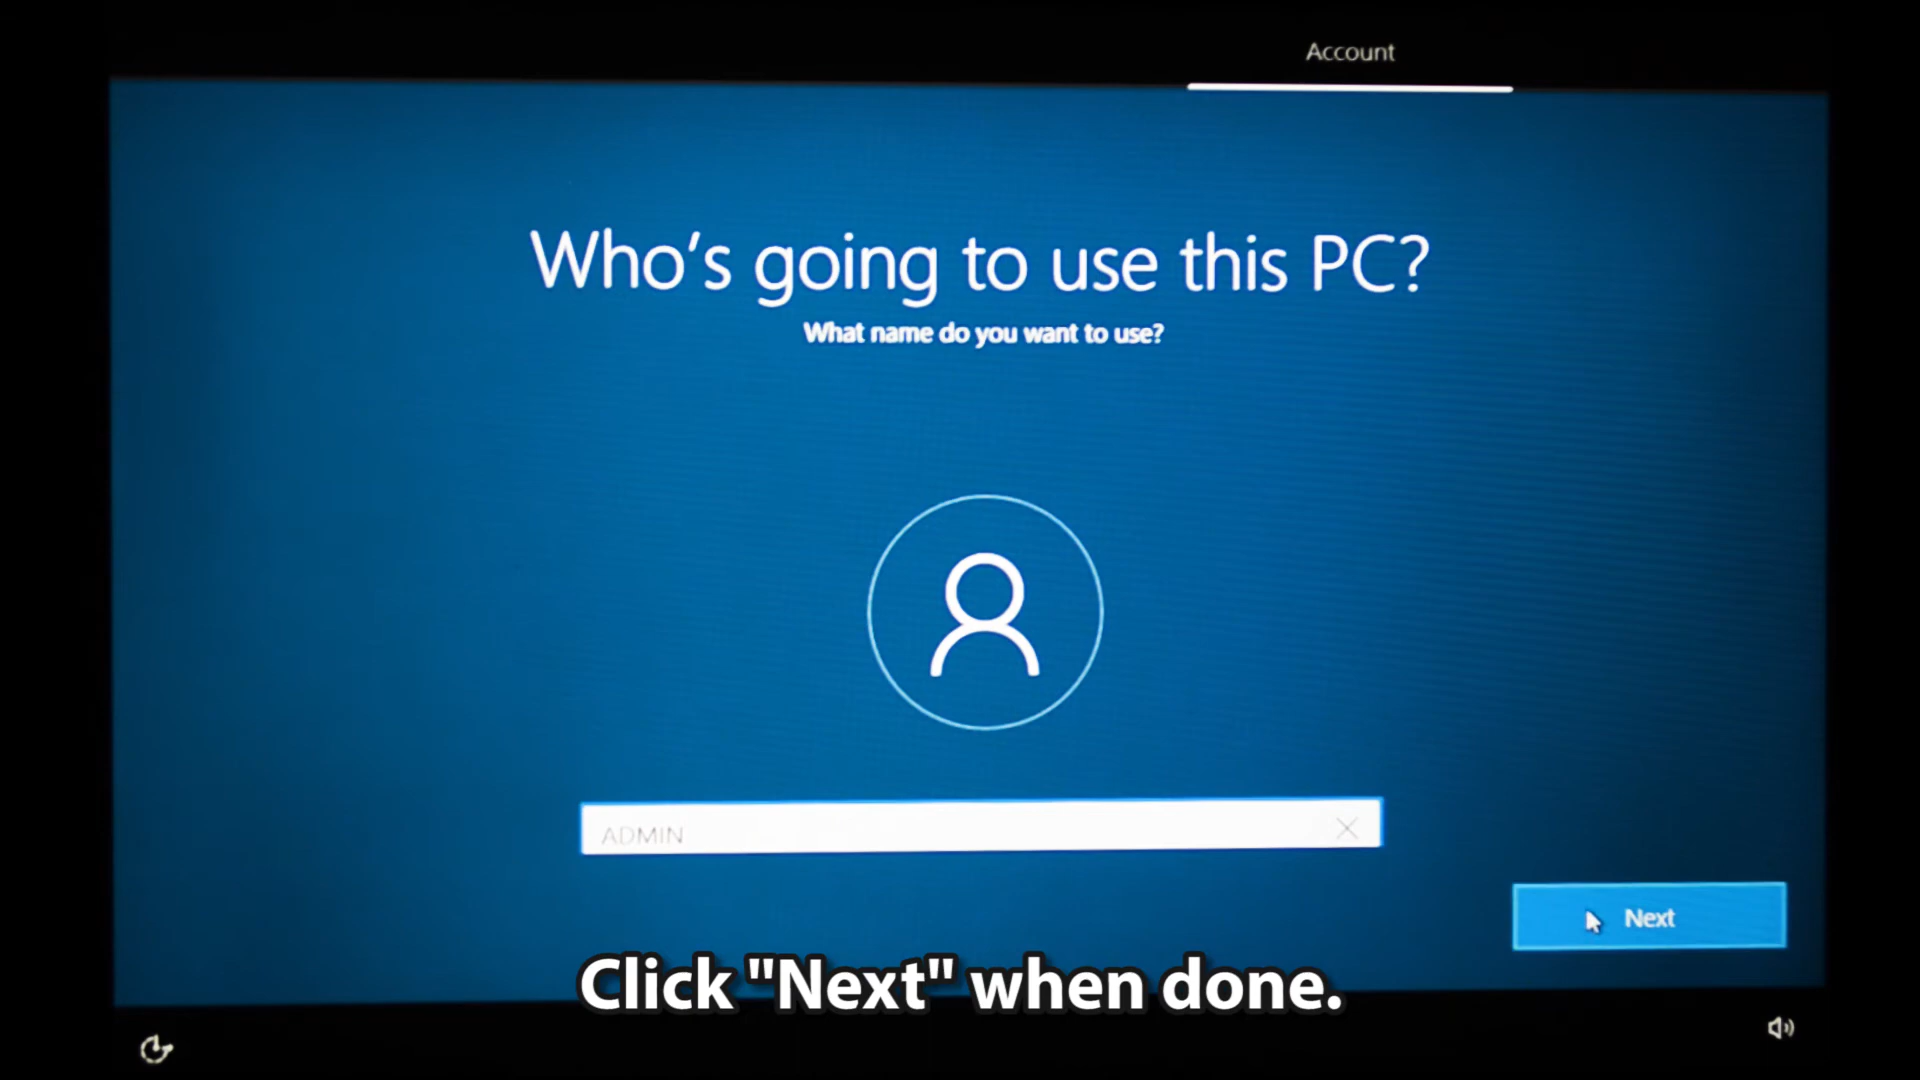 Account
Who's going to use this PC?
What name do you want to use?
ADMIN
Next
Click "Next" when done.